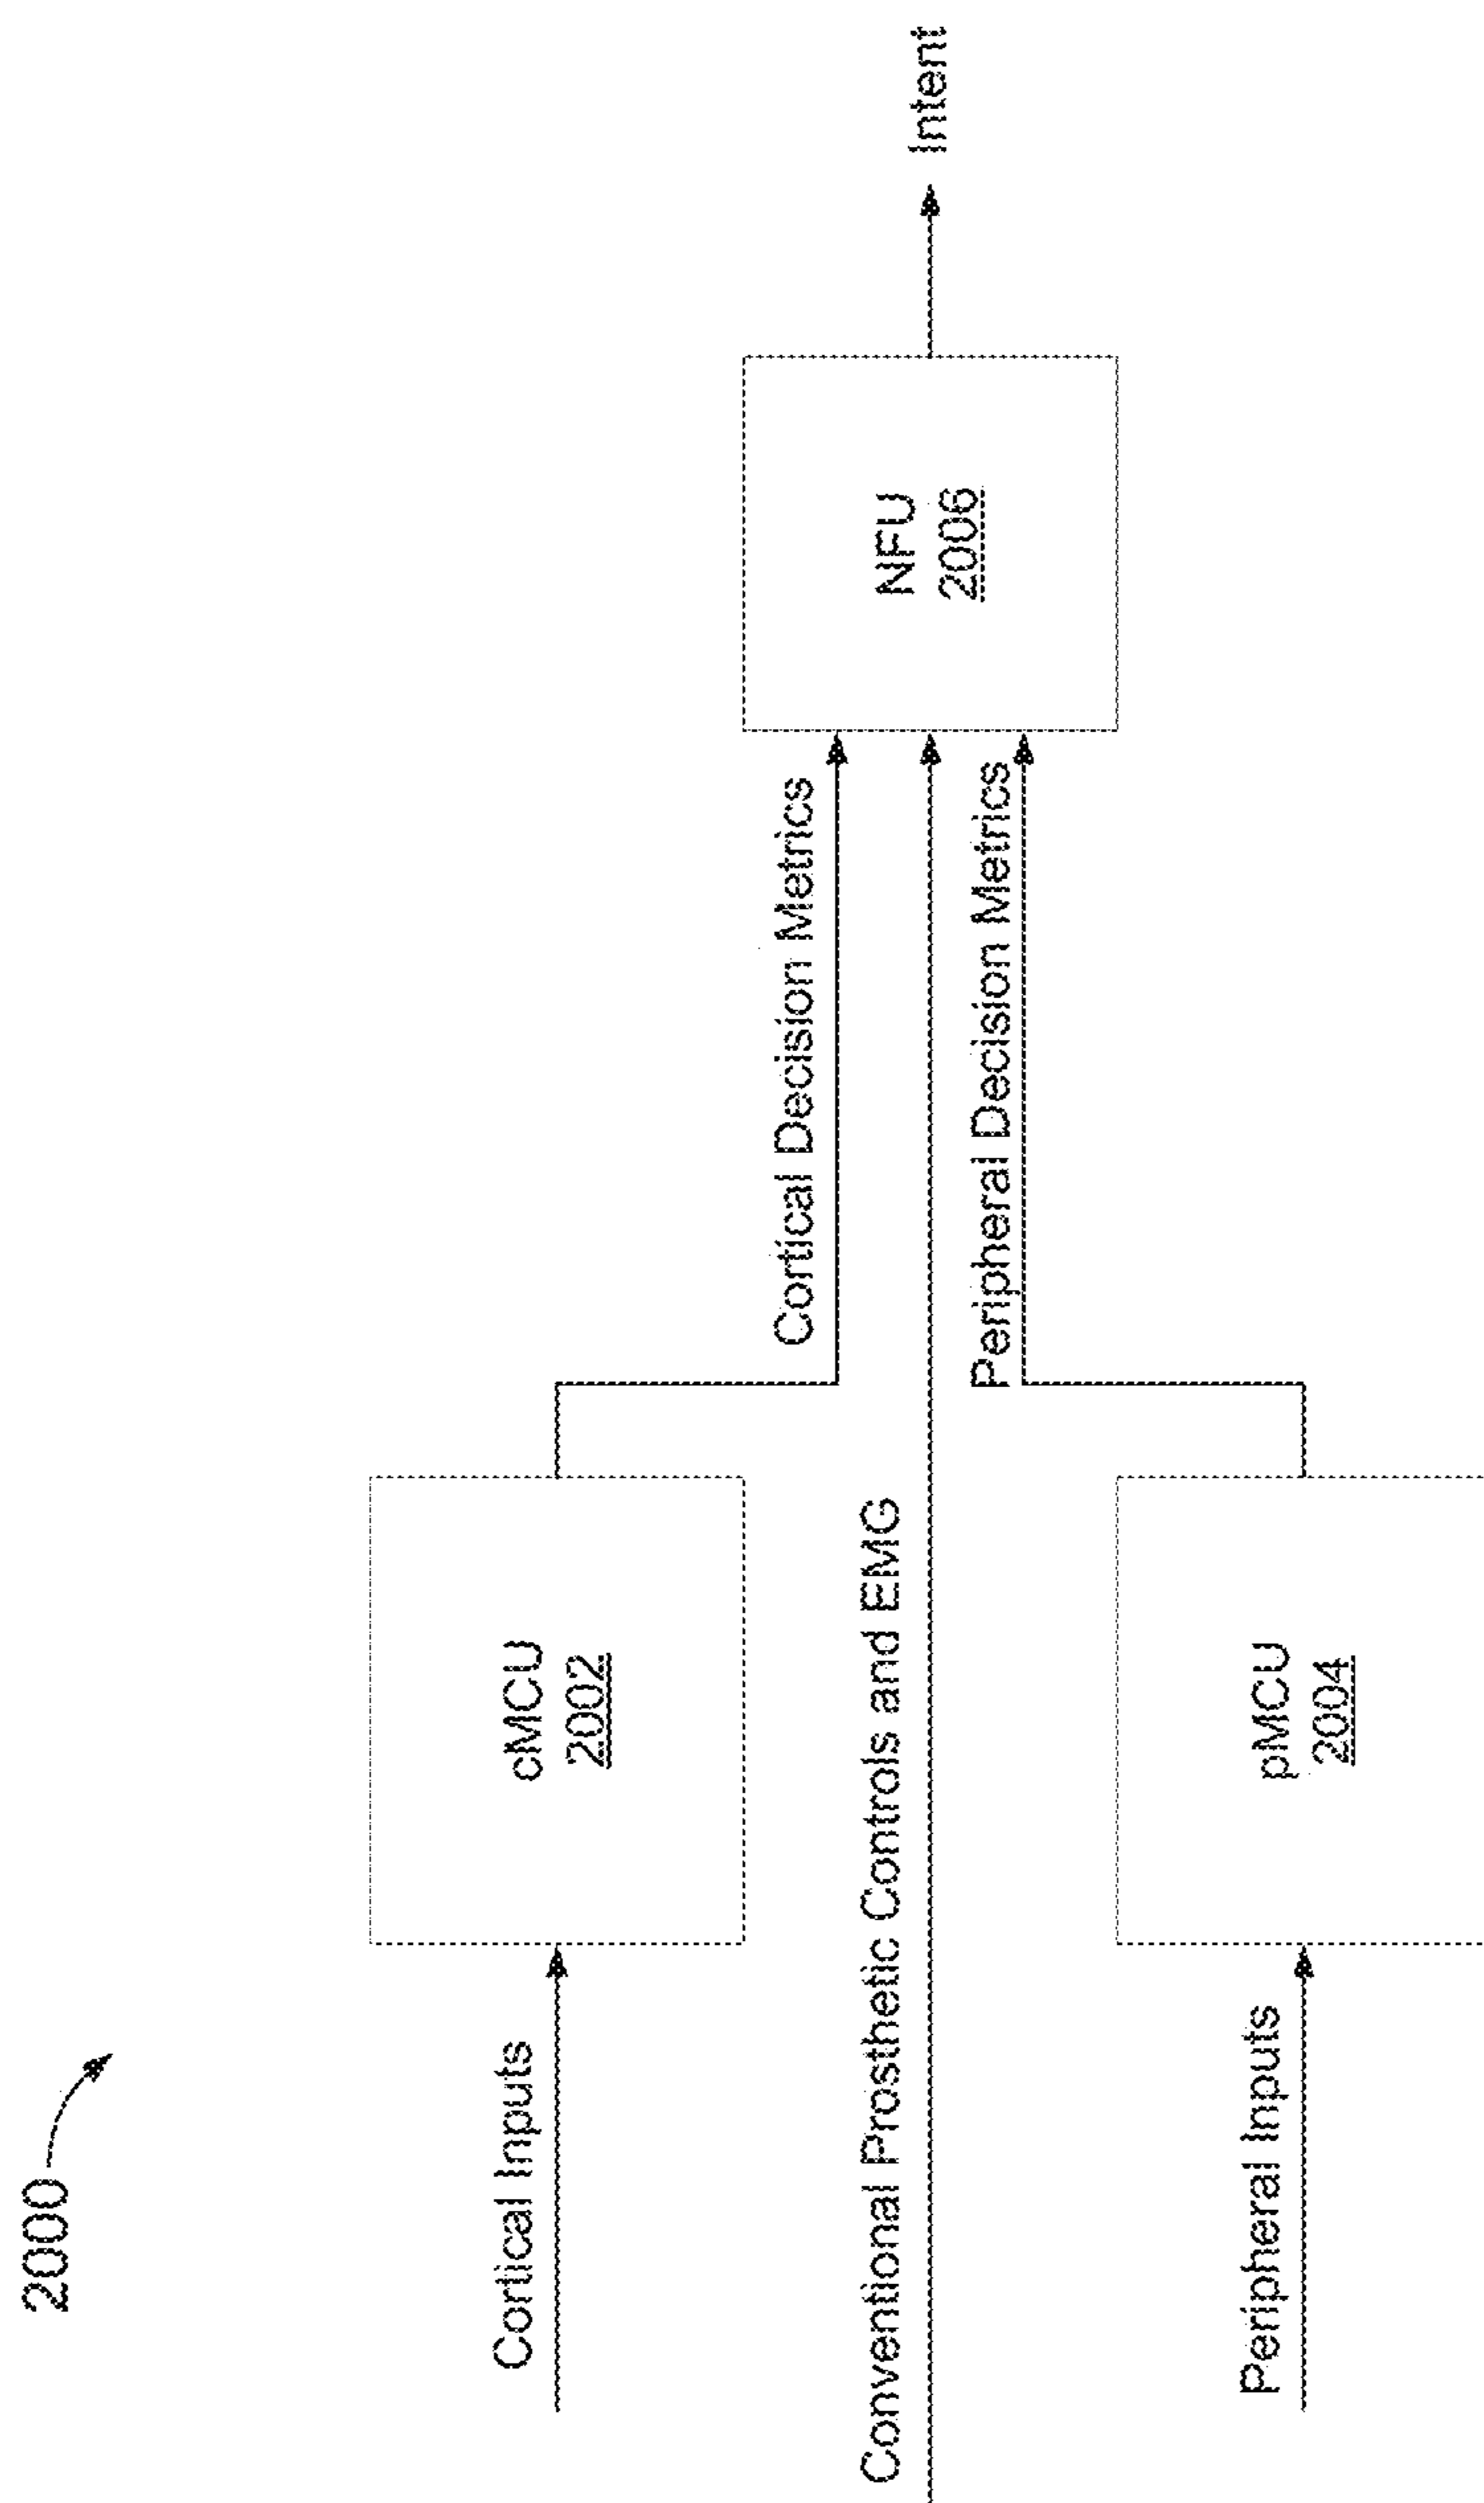 2000
Cortical Inputs
cMCU
2002
Cortical Decision Metrics
Conventional Prosthetic Controls and EMG
NFU
2006
Intent
Peripheral Decision Metrics
Peripheral Inputs
pMCU
2004